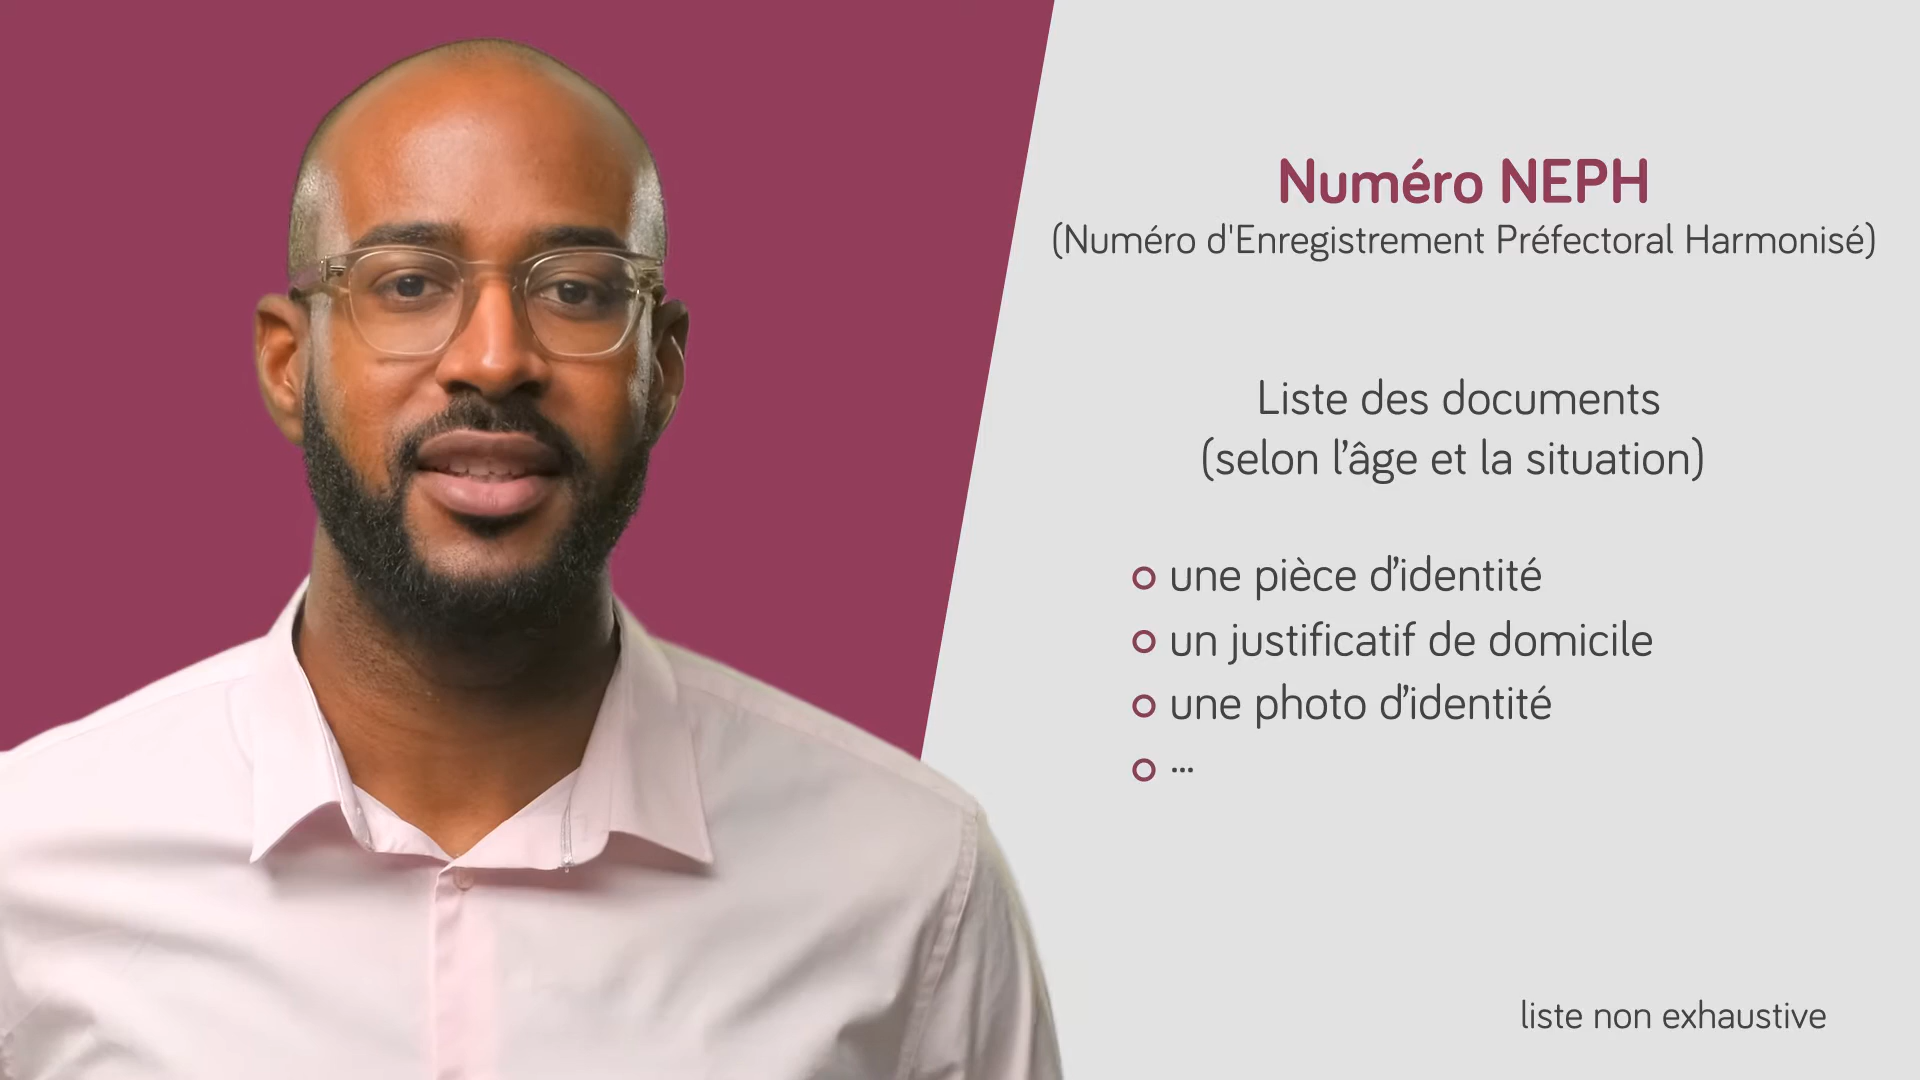 Numéro NEPH
(Numéro d'Enregistrement Préfectoral Harmonisé)
Liste des documents
(selon l’âge et la situation)
une pièce d’identité
un justificatif de domicile
une photo d’identité
...
liste non exhaustive